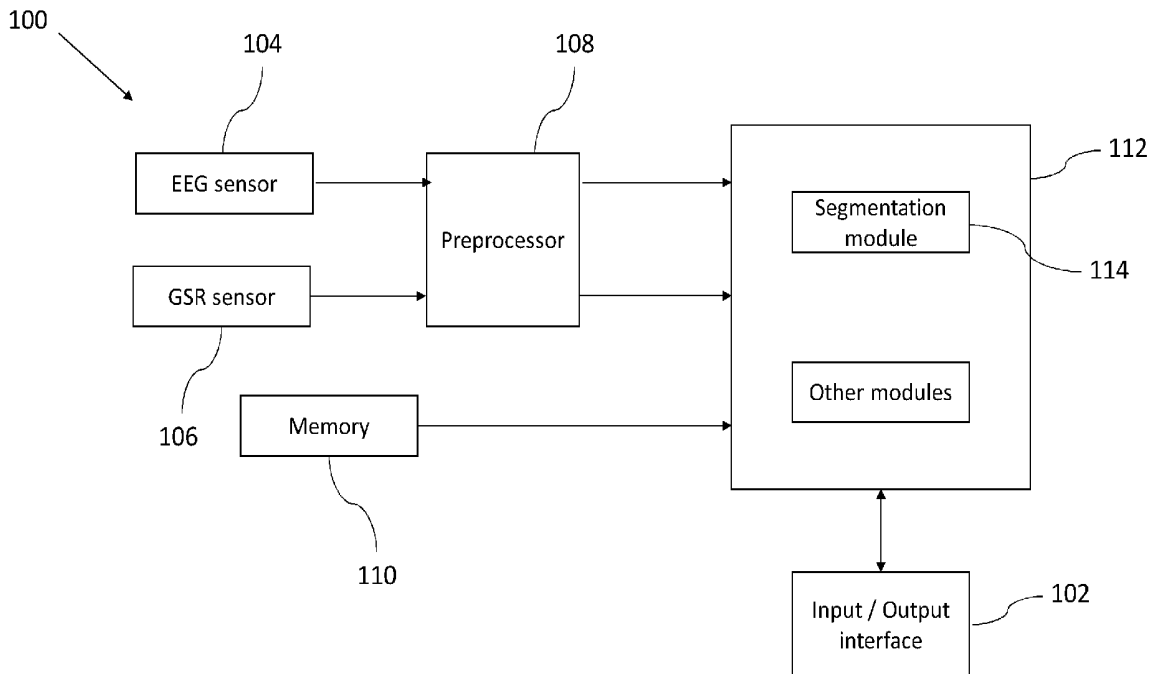 100
104
108
112
EEG sensor
Preprocessor
Segmentation
module
114
GSR sensor
106
Memory
Other modules
110
Input / Output
interface
102